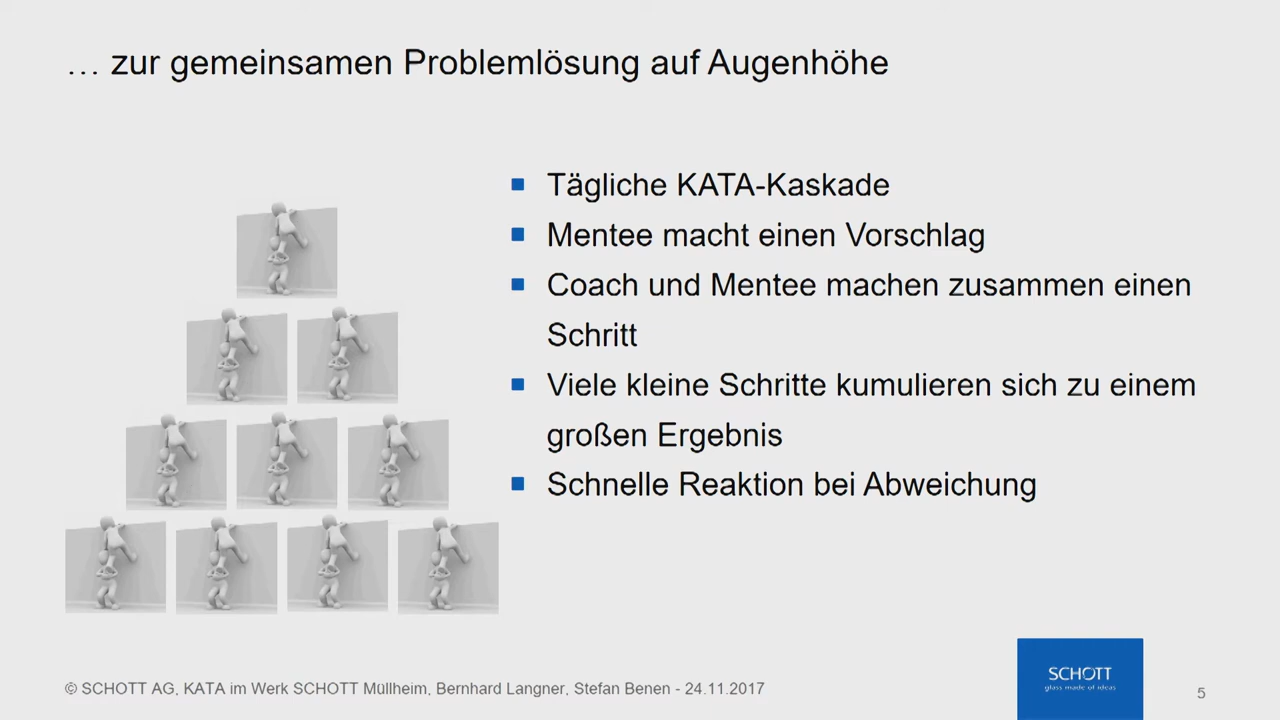 … zur gemeinsamen Problemlösung auf Augenhöhe
Tägliche KATA-Kaskade
Mentee macht einen Vorschlag
Coach und Mentee machen zusammen einen
Schritt
Viele kleine Schritte kumulieren sich zu einem
großen Ergebnis
Schnelle Reaktion bei Abweichung
© SCHOTT AG, KATA im Werk SCHOTT Müllheim, Bernhard Langner, Stefan Benen - 24.11.2017
SCHOTT
glass made of ideas
5